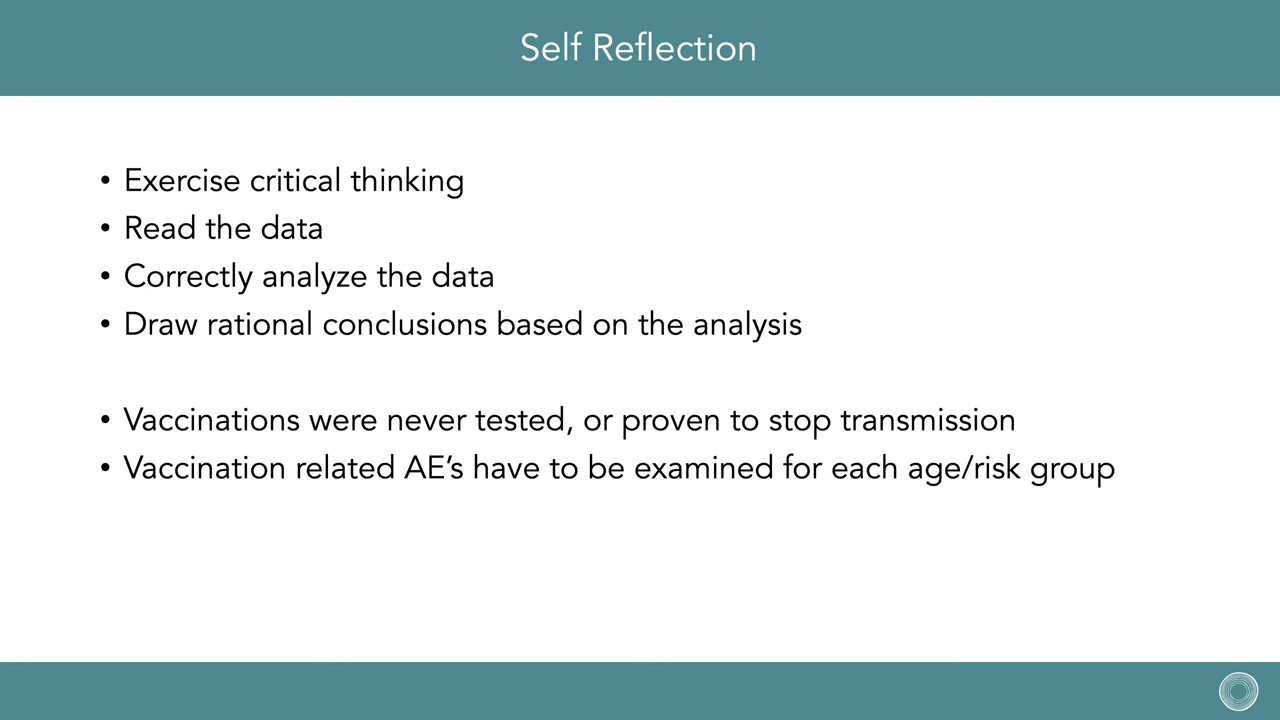 Self Reflection
• Exercise critical thinking
• Read the data
• Correctly analyze the data
• Draw rational conclusions based on the analysis
• Vaccinations were never tested, or proven to stop transmission
• Vaccination related AE’s have to be examined for each age/risk group